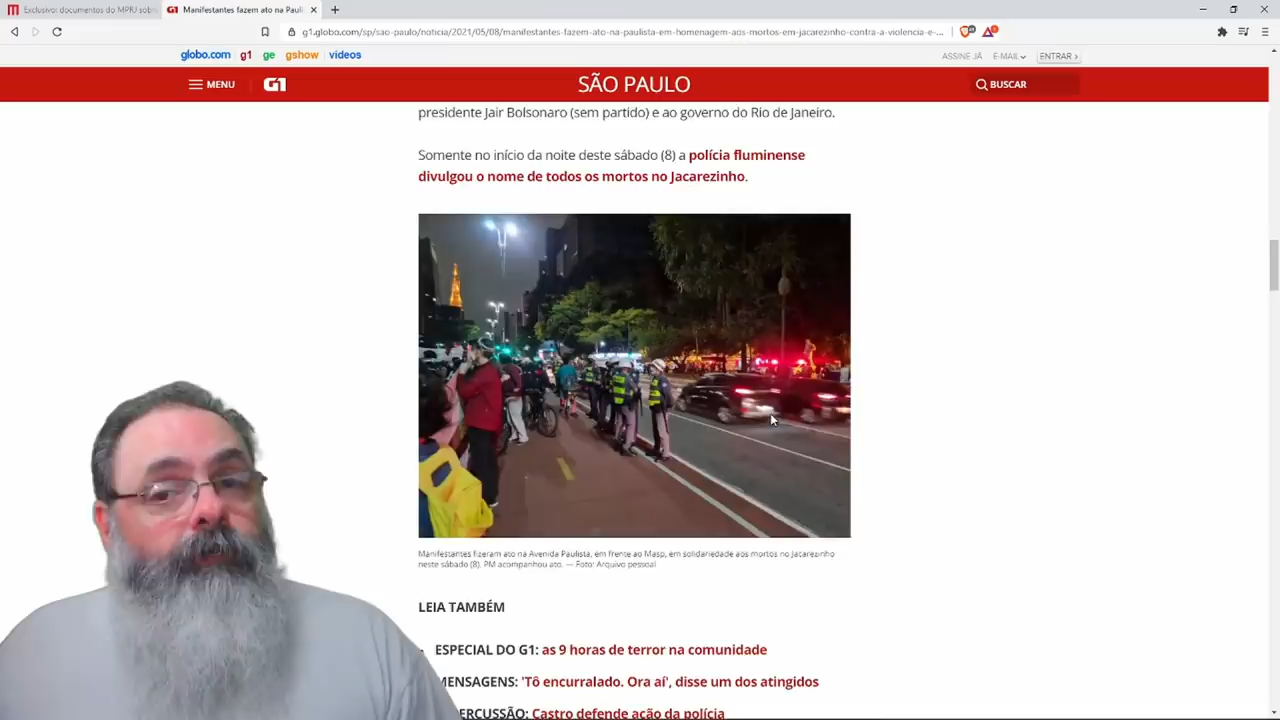 Exclusivo: documentos do MPRJ sobre
G1 Manifestantes fazem ato na Pauli
g1.globo.com/sp/sao-paulo/noticia/2021/05/08/manifestantes-fazem-ato-na-paulista-em-homenagem-aos-mortos-em-jacarezinho-contra-a-violencia-e-...
globo.com g1 ge gshow vídeos
ASSINE JÁ E-MAIL ENTRAR ›
MENU G1 SÃO PAULO BUSCAR
presidente Jair Bolsonaro (sem partido) e ao governo do Rio de Janeiro.
Somente no início da noite deste sábado (8) a polícia fluminense
divulgou o nome de todos os mortos no Jacarezinho.
Manifestantes fizeram ato na Avenida Paulista, em frente ao Masp, em solidariedade aos mortos no Jacarezinho
neste sábado (8). PM acompanhou ato. — Foto: Arquivo pessoal
LEIA TAMBÉM
ESPECIAL DO G1: as 9 horas de terror na comunidade
MENSAGENS: 'Tô encurralado. Ora aí', disse um dos atingidos
PERCUSSÃO: Castro defende ação da polícia